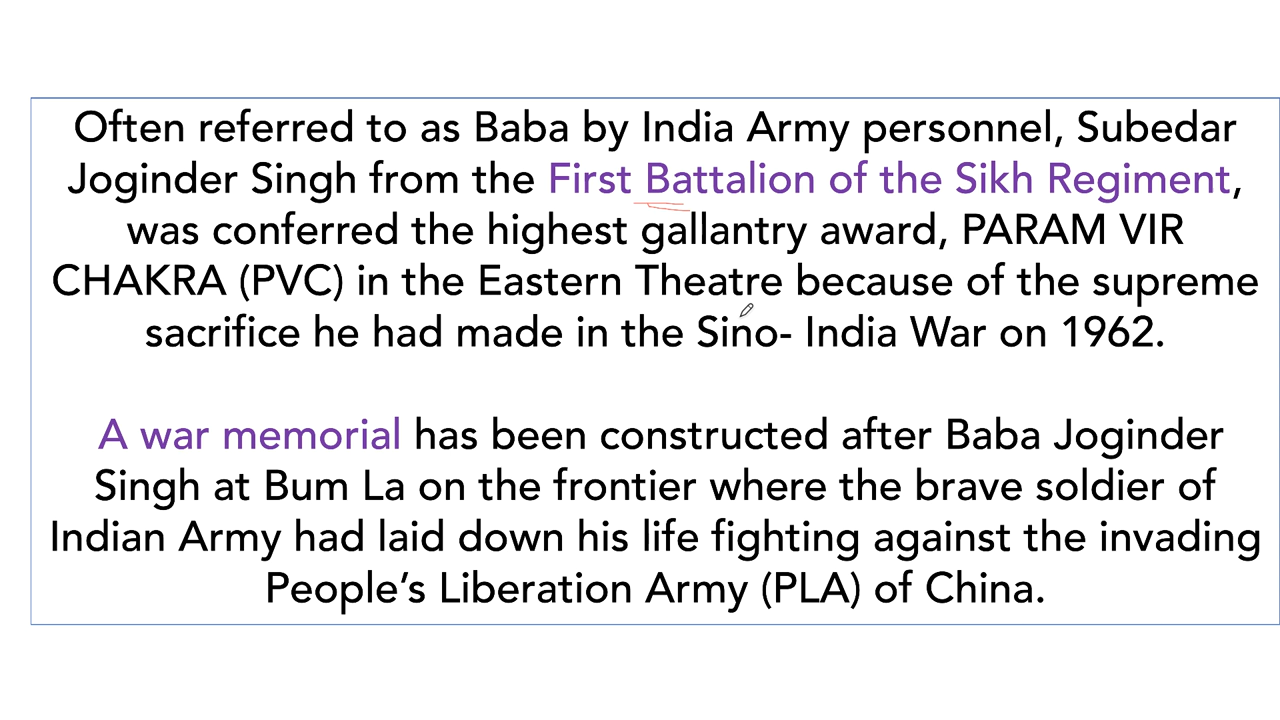 Often referred to as Baba by India Army personnel, Subedar
Joginder Singh from the First Battalion of the Sikh Regiment,
was conferred the highest gallantry award, PARAM VIR
CHAKRA (PVC) in the Eastern Theatre because of the supreme
sacrifice he had made in the Sino- India War on 1962.
A war memorial has been constructed after Baba Joginder
Singh at Bum La on the frontier where the brave soldier of
Indian Army had laid down his life fighting against the invading
People’s Liberation Army (PLA) of China.